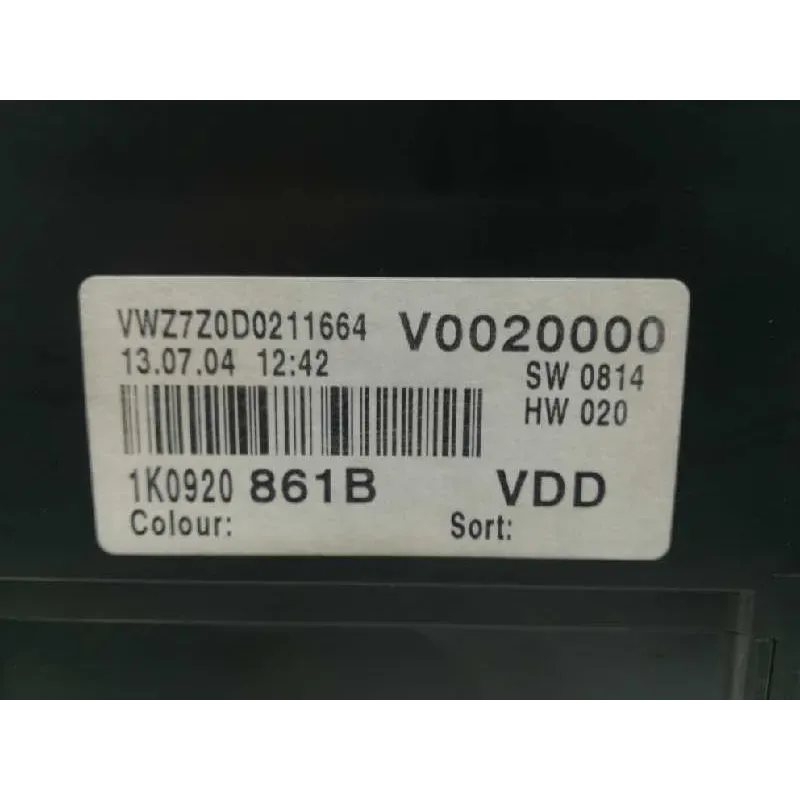 VWZ7Z0D0211664 V0020000
13.07.04 12:42 SW 0814
HW 020
1K0920 861B VDD
Colour: Sort: